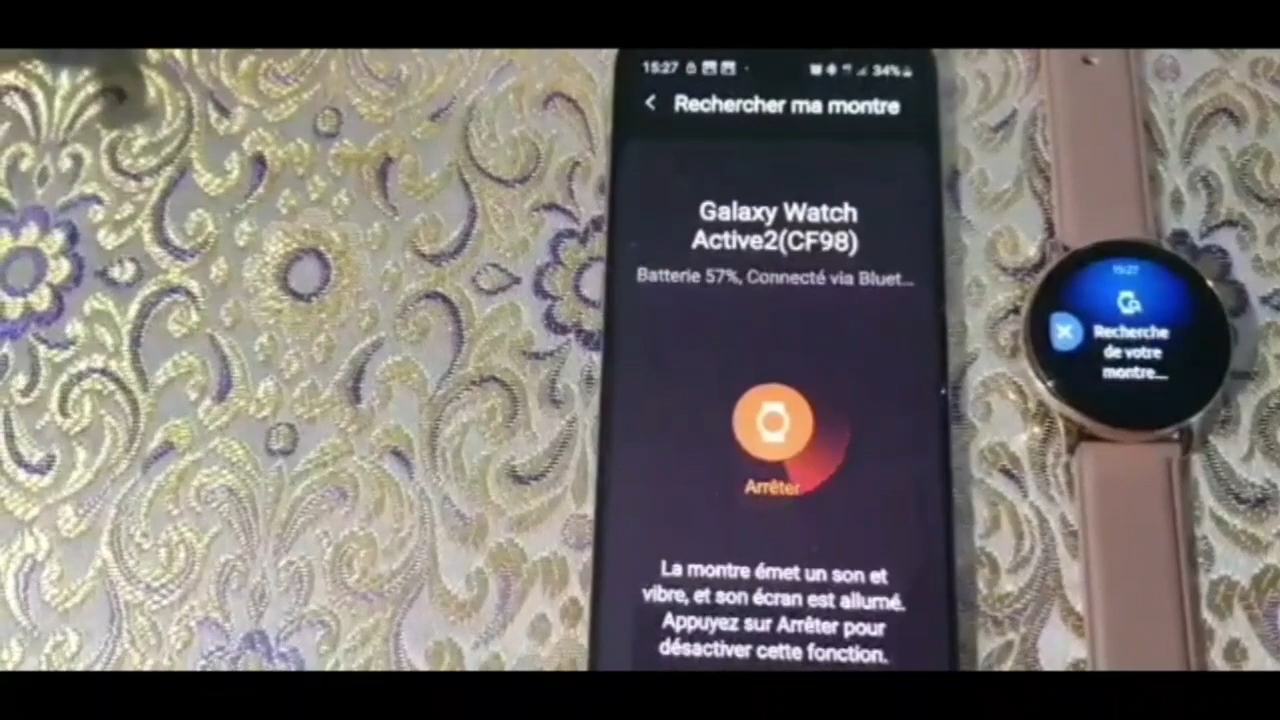 15:27 34%
Rechercher ma montre
Galaxy Watch
Active2(CF98)
Batterie 57%, Connecté via Bluet...
Arrêter
La montre émet un son et
vibre, et son écran est allumé.
Appuyez sur Arrêter pour
désactiver cette fonction.
15:27
Recherche
de votre
montre...